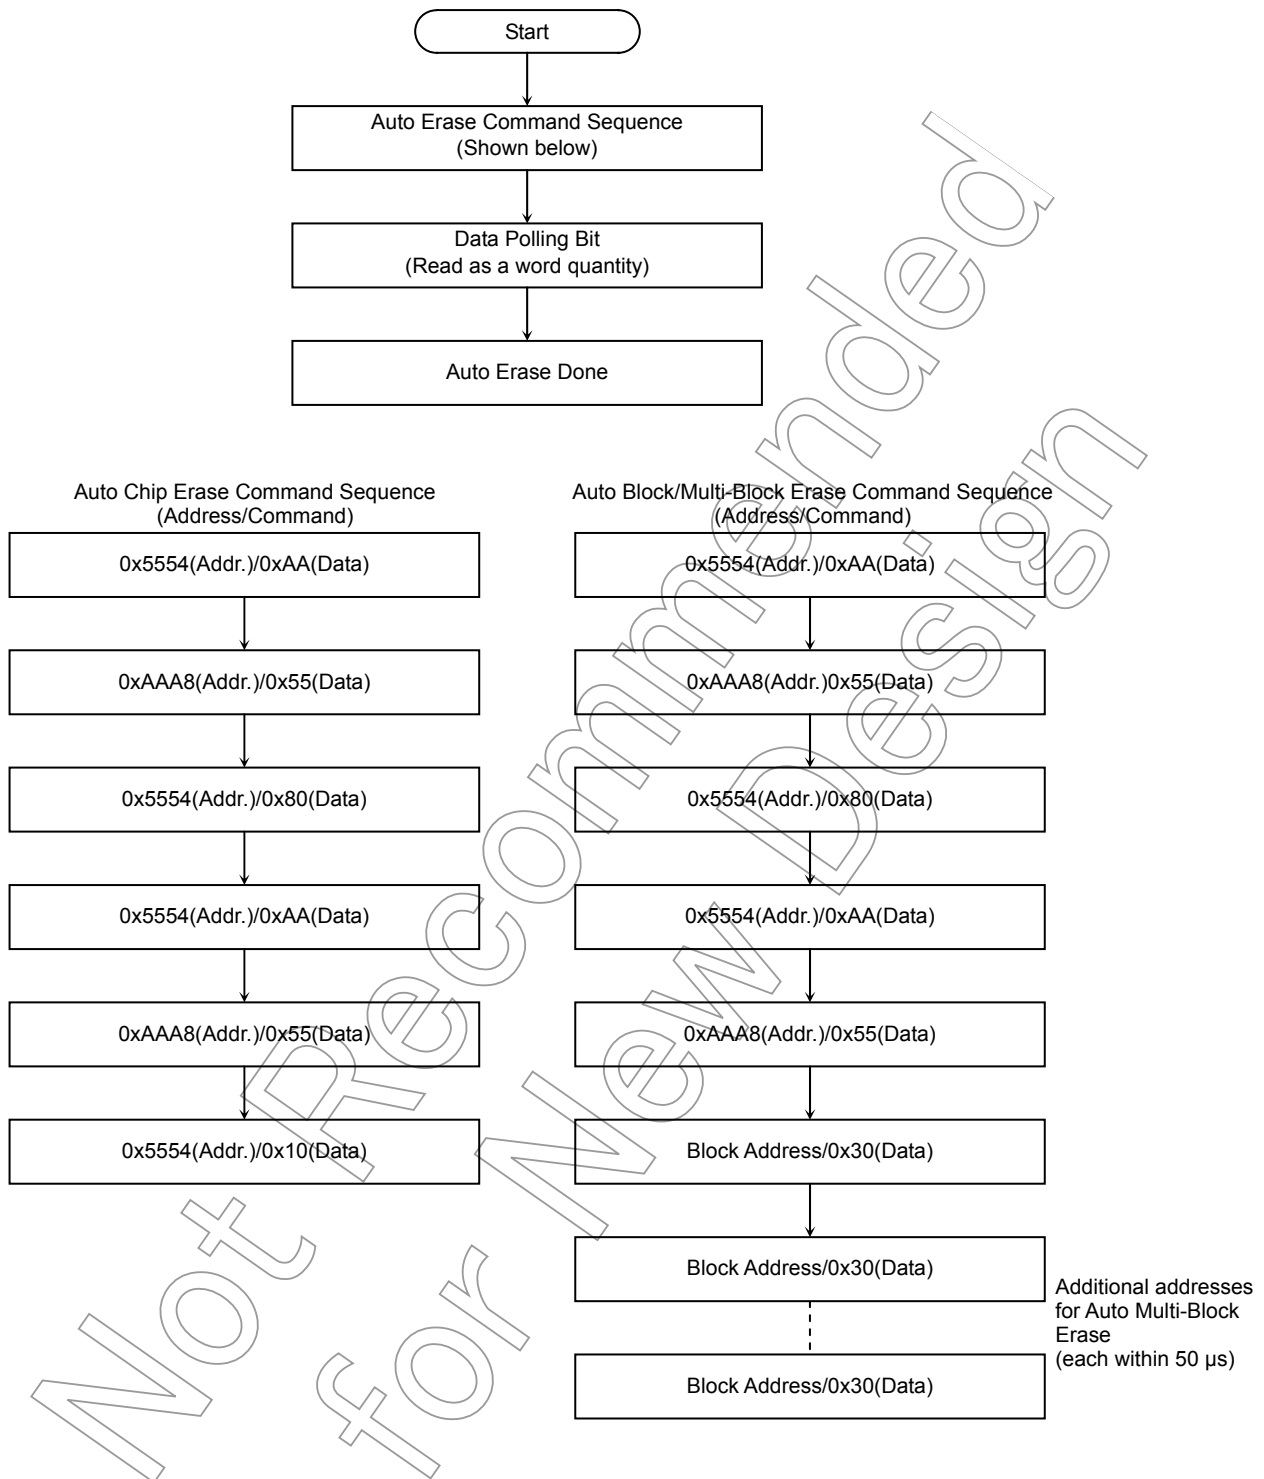 Start
Auto Erase Command Sequence
(Shown below)
Data Polling Bit
(Read as a word quantity)
Auto Erase Done
Auto Chip Erase Command Sequence
(Address/Command)
0x5554(Addr.)/0xAA(Data)
0xAAA8(Addr.)/0x55(Data)
0x5554(Addr.)/0x80(Data)
0x5554(Addr.)/0xAA(Data)
0xAAA8(Addr.)/0x55(Data)
0x5554(Addr.)/0x10(Data)
Auto Block/Multi-Block Erase Command Sequence
(Address/Command)
0x5554(Addr.)/0xAA(Data)
0xAAA8(Addr.)0x55(Data)
0x5554(Addr.)/0x80(Data)
0x5554(Addr.)/0xAA(Data)
0xAAA8(Addr.)/0x55(Data)
Block Address/0x30(Data)
Block Address/0x30(Data)
Block Address/0x30(Data)
Additional addresses
for Auto Multi-Block
Erase
(each within 50 µs)
Not Recommended
for New Design